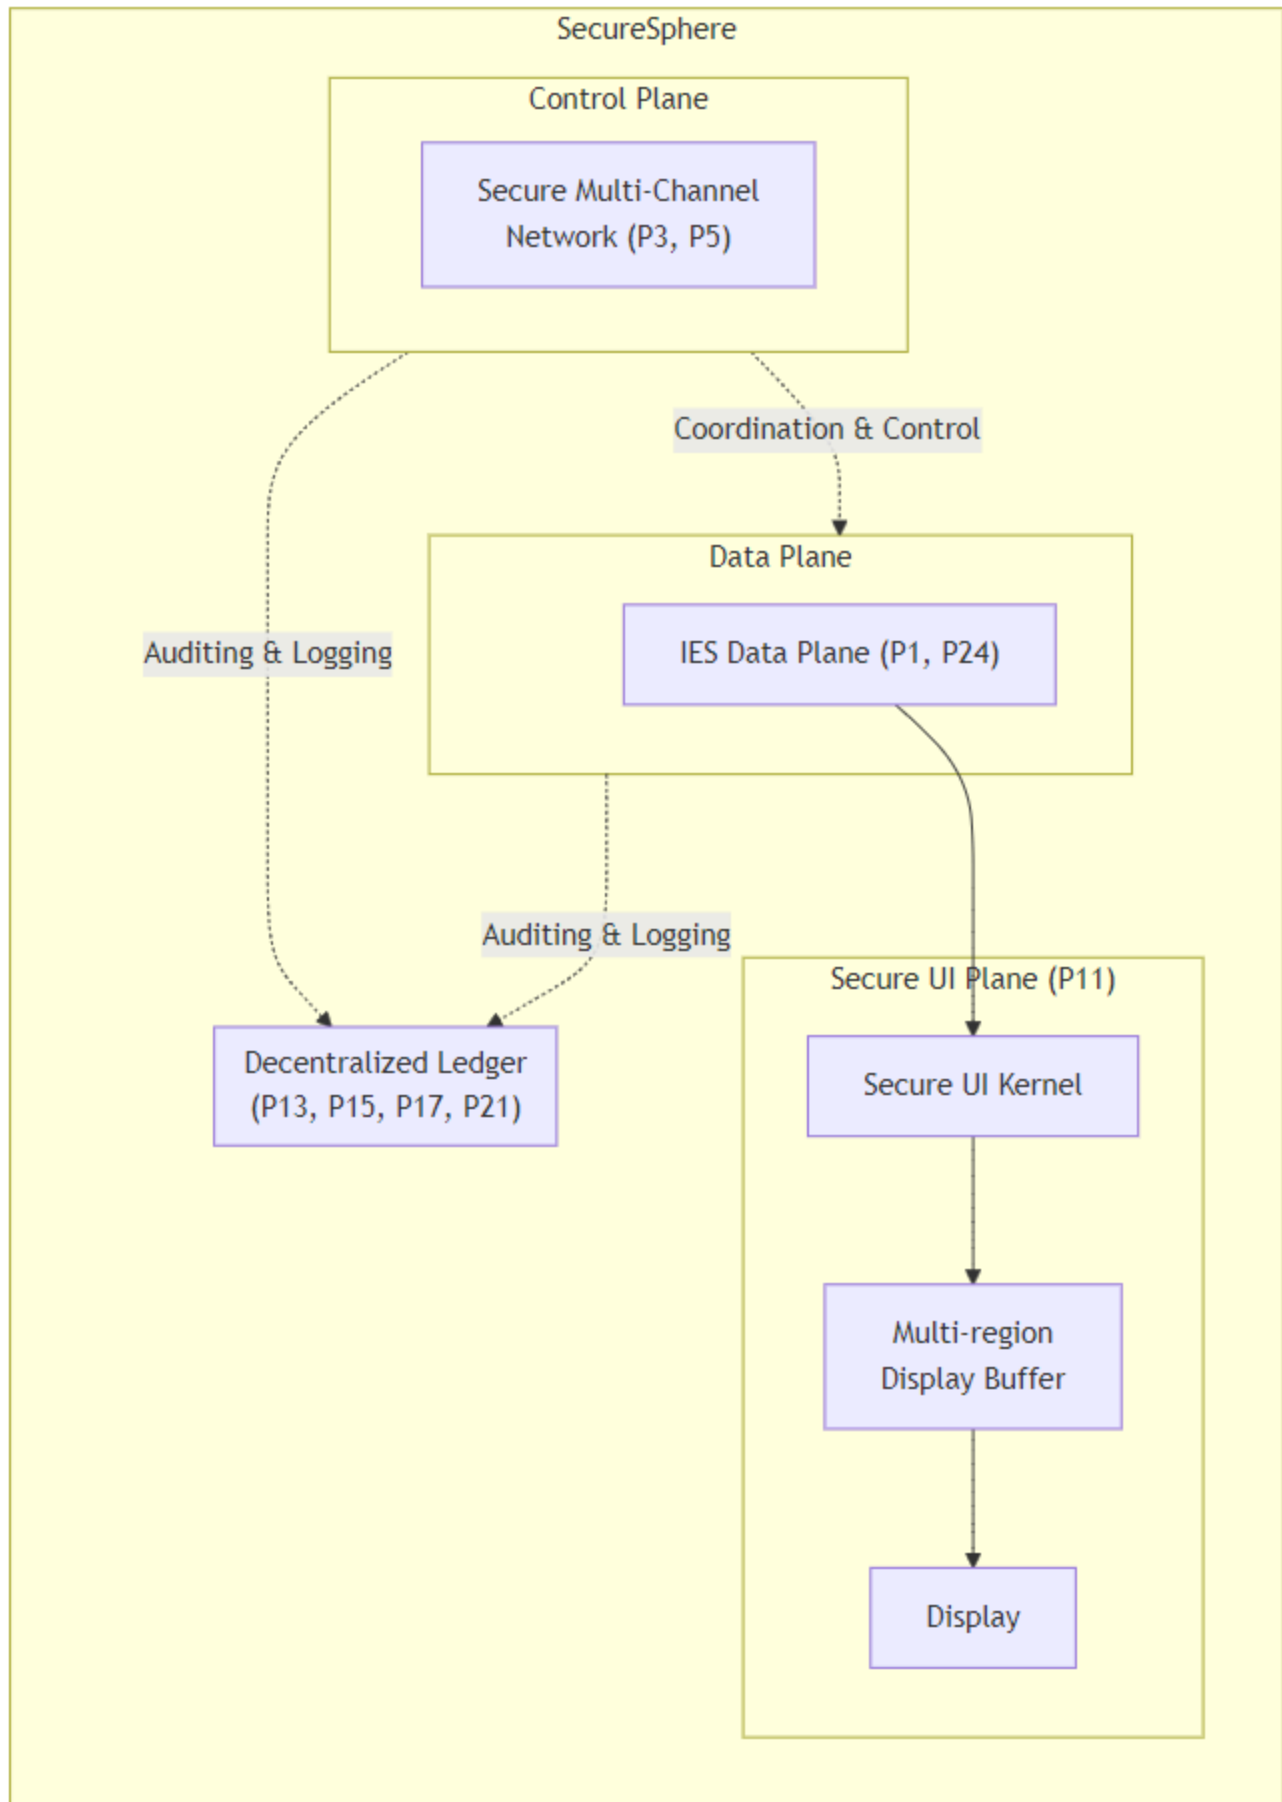 SecureSphere
Control Plane
Secure Multi-Channel
Network (P3, P5)
Coordination & Control
Data Plane
IES Data Plane (P1, P24)
Auditing & Logging
Auditing & Logging
Secure UI Plane (P11)
Decentralized Ledger
(P13, P15, P17, P21)
Secure UI Kernel
Multi-region
Display Buffer
Display